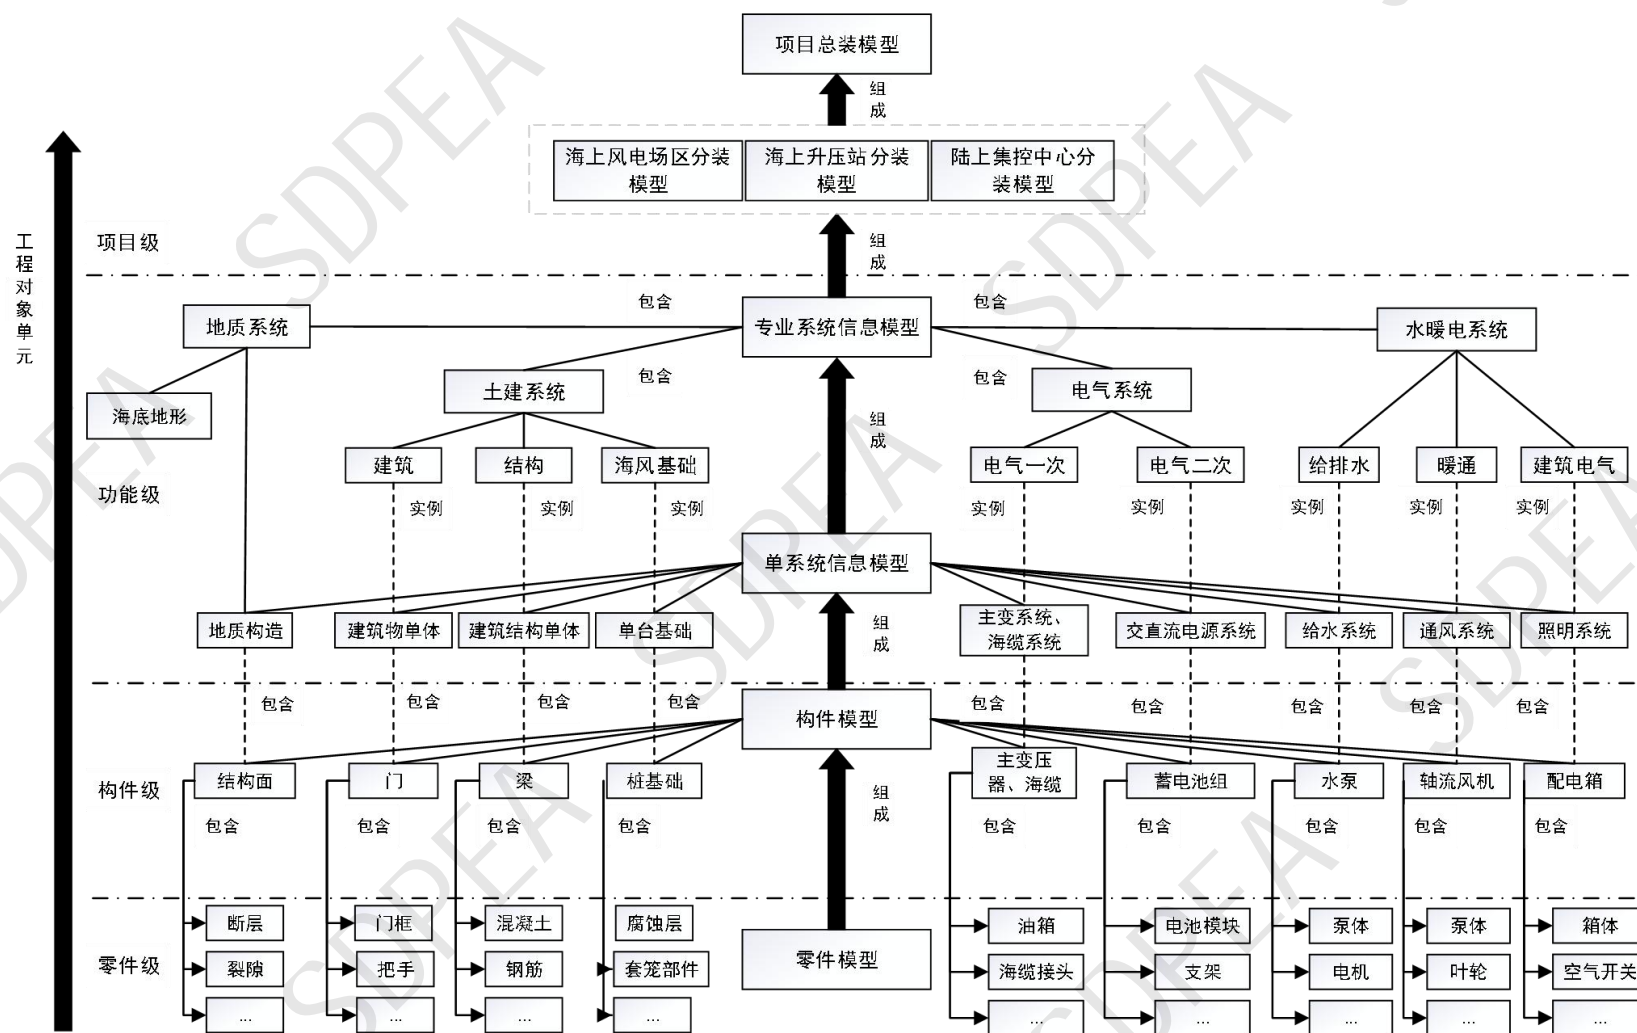 项目总装模型
组
成
海上风电场区分装
模型
海上升压站分装
模型
陆上集控中心分
装模型
项目级
组
成
工
程
对
象
单
元
地质系统
包含
专业系统信息模型
包含
水暖电系统
海底地形
土建系统
包含
包含
电气系统
组
成
建筑
结构
海风基础
电气一次
电气二次
给排水
暖通
建筑电气
功能级
实例
实例
实例
实例
实例
实例
实例
实例
单系统信息模型
地质构造
建筑物单体
建筑结构单体
单台基础
组
成
主变系统、
海缆系统
交直流电源系统
给水系统
通风系统
照明系统
包含
包含
包含
包含
构件模型
包含
包含
包含
包含
包含
构件级
结构面
门
梁
桩基础
主变压
器、海缆
蓄电池组
水泵
轴流风机
配电箱
包含
包含
包含
包含
组
成
包含
包含
包含
包含
包含
断层
门框
混凝土
腐蚀层
油箱
电池模块
泵体
泵体
箱体
零件级
裂隙
把手
钢筋
套笼部件
零件模型
海缆接头
支架
电机
叶轮
空气开关
...
...
...
...
...
...
...
...
...
SDPEA
SDPEA
SDPEA
SDPEA
SDPEA
SDPEA
SDPEA